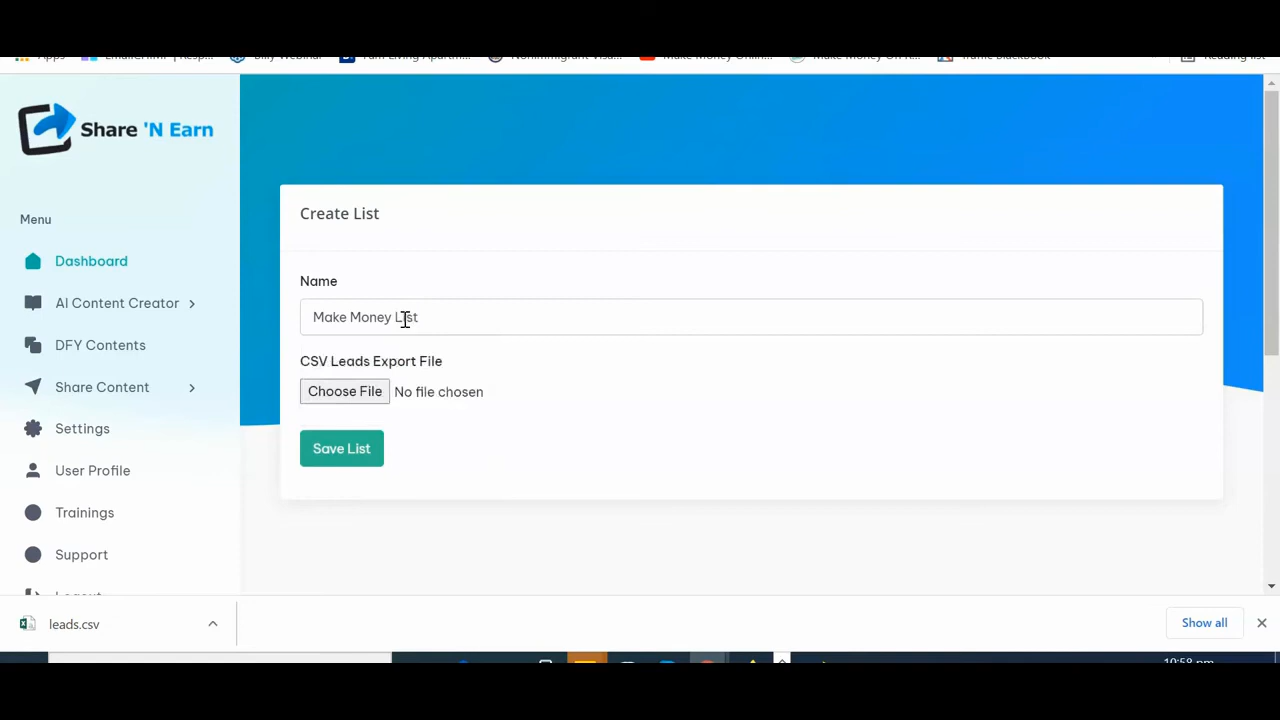 Share 'N Earn
Menu
Dashboard
AI Content Creator
DFY Contents
Share Content
Settings
User Profile
Trainings
Support
Logout
Create List
Name
Make Money List
CSV Leads Export File
Choose File No file chosen
Save List
leads.csv
Show all